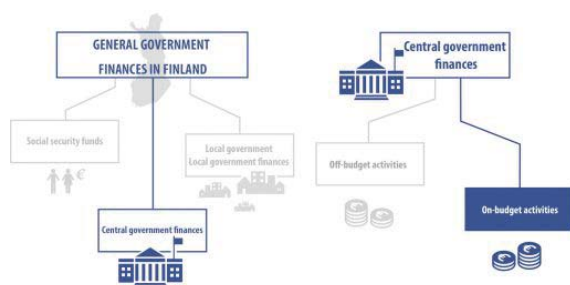 GENERAL GOVERNMENT
FINANCES IN FINLAND
Social security funds
€
Local government
Local government finances
Central government finances
Central government
finances
Off-budget activities
On-budget activities